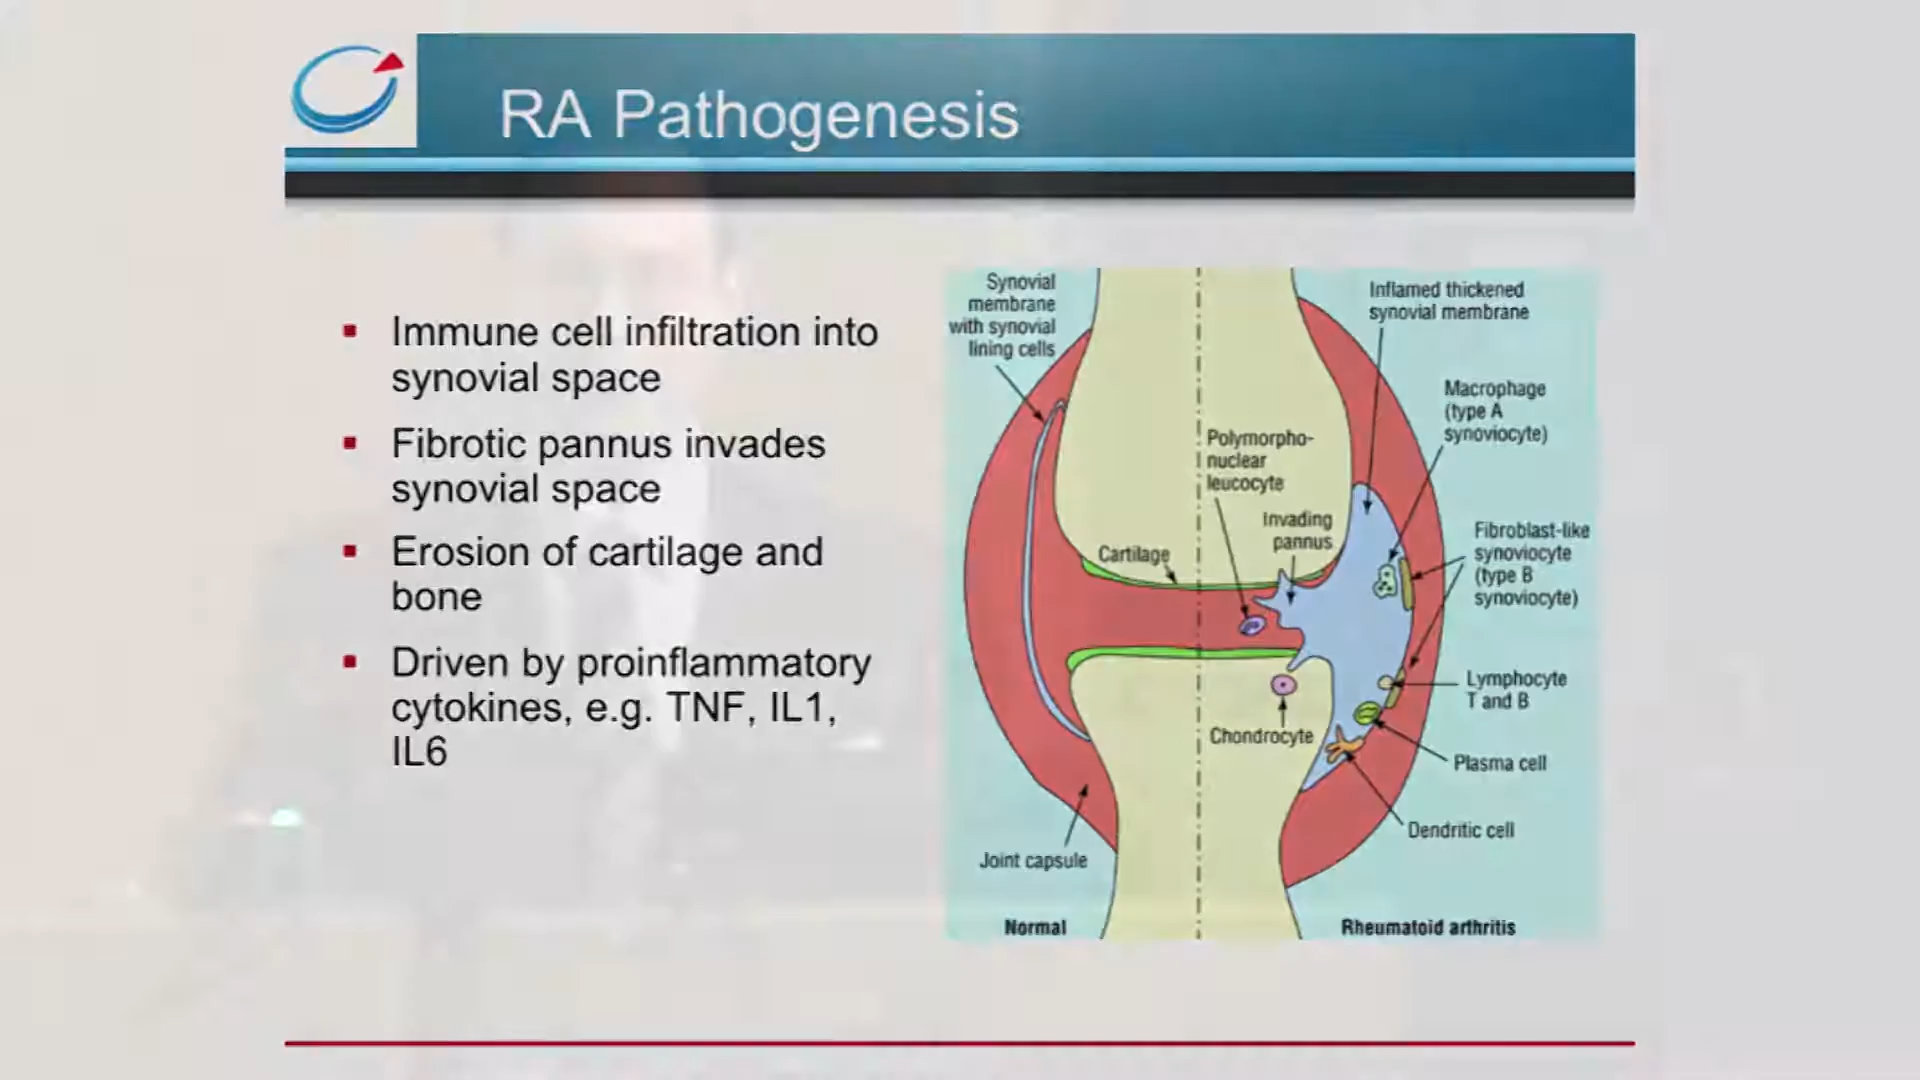 RA Pathogenesis
Immune cell infiltration into
synovial space
Fibrotic pannus invades
synovial space
Erosion of cartilage and
bone
Driven by proinflammatory
cytokines, e.g. TNF, IL1,
IL6
Synovial
membrane
with synovial
lining cells
Inflamed thickened
synovial membrane
Macrophage
(type A
synoviocyte)
Polymorpho-
nuclear
leucocyte
Invading
pannus
Cartilage
Fibroblast-like
synoviocyte
(type B
synoviocyte)
Lymphocyte
T and B
Chondrocyte
Plasma cell
Dendritic cell
Joint capsule
Normal
Rheumatoid arthritis